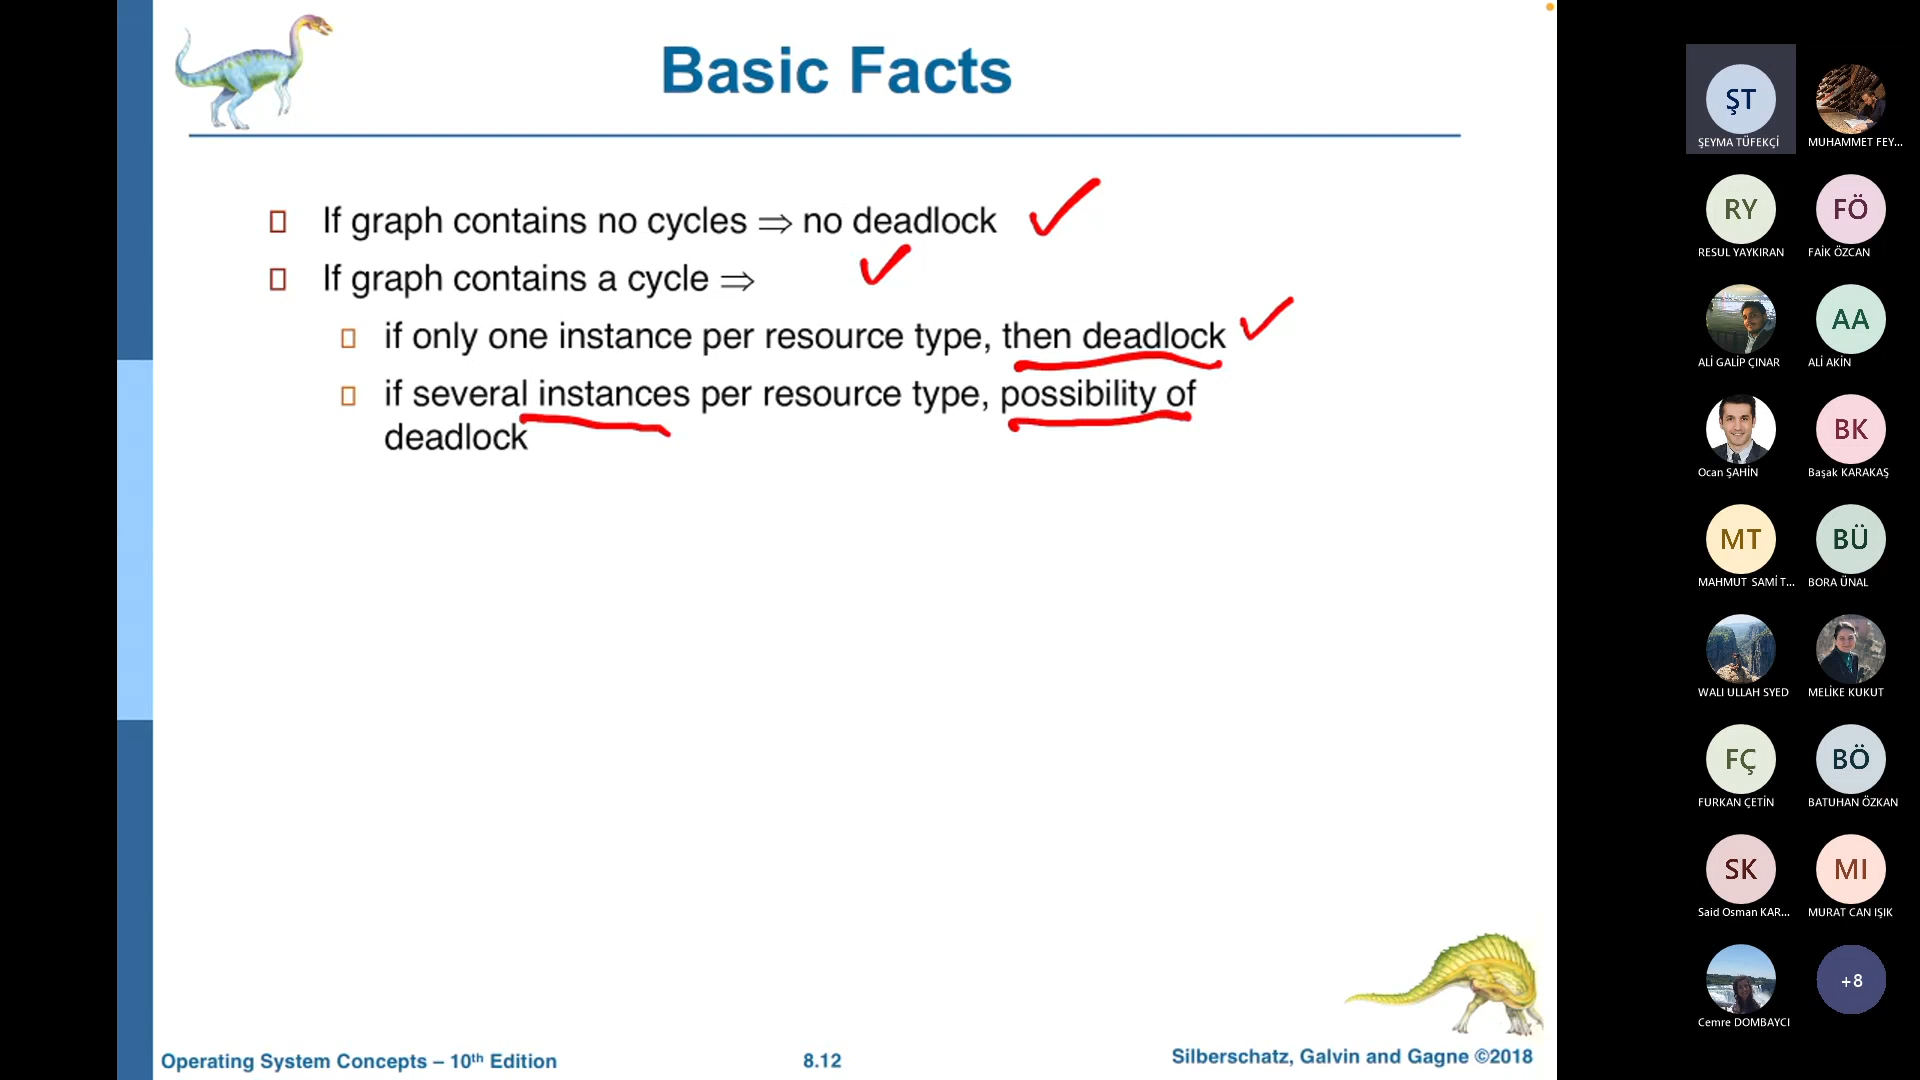 Basic Facts
If graph contains no cycles ⇒ no deadlock
If graph contains a cycle ⇒
if only one instance per resource type, then deadlock
if several instances per resource type, possibility of
deadlock
Operating System Concepts – 10th Edition
8.12
Silberschatz, Galvin and Gagne ©2018
ŞT
ŞEYMA TÜFEKÇİ
MUHAMMET FEY...
RY
RESUL YAYKIRAN
FÖ
FAİK ÖZCAN
ALİ GALİP ÇINAR
AA
ALİ AKİN
Ocan ŞAHİN
BK
Başak KARAKAŞ
MT
MAHMUT SAMİ T...
BÜ
BORA ÜNAL
WALI ULLAH SYED
MELİKE KUKUT
FÇ
FURKAN ÇETİN
BÖ
BATUHAN ÖZKAN
SK
Said Osman KAR...
MI
MURAT CAN IŞIK
Cemre DOMBAYCI
+8